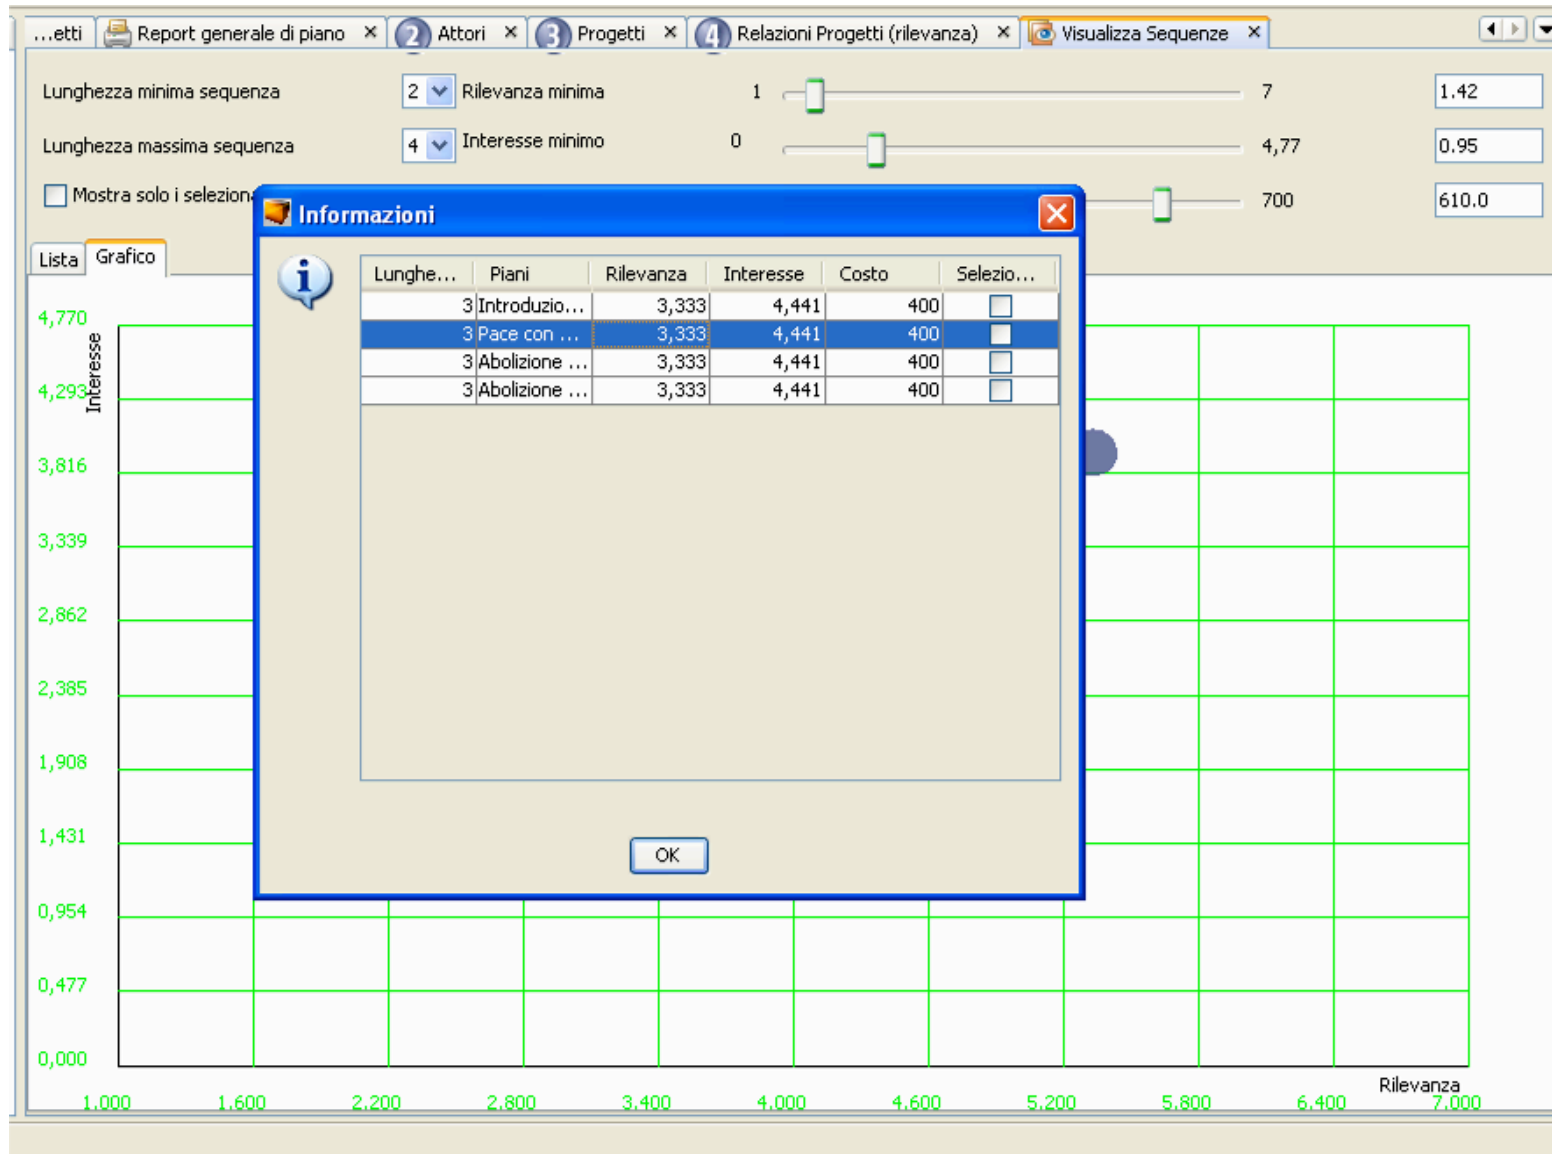 ...etti Report generale di piano 2 Attori 3 Progetti 4 Relazioni Progetti (rilevanza) Visualizza Sequenze
Lunghezza minima sequenza 2 Rilevanza minima 1 7 1.42
Lunghezza massima sequenza 4 Interesse minimo 0 4,77 0.95
Mostra solo i selezion 700 610.0
Informazioni
Lista Grafico
Lunghe... Piani Rilevanza Interesse Costo Selezio...
3 Introduzio... 3,333 4,441 400
3 Pace con ... 3,333 4,441 400
3 Abolizione ... 3,333 4,441 400
3 Abolizione ... 3,333 4,441 400
OK
Interesse
4,770
4,293
3,816
3,339
2,862
2,385
1,908
1,431
0,954
0,477
0,000
Rilevanza
1.000 1.600 2.200 2.800 3.400 4.000 4.600 5.200 5.800 6.400 7.000